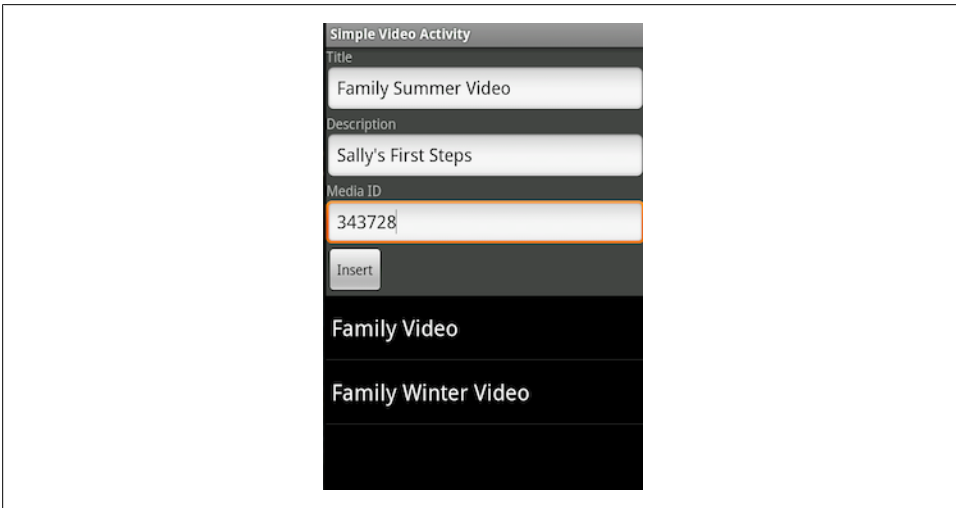 Simple Video Activity
Title
Family Summer Video
Description
Sally's First Steps
Media ID
343728
Insert
Family Video
Family Winter Video